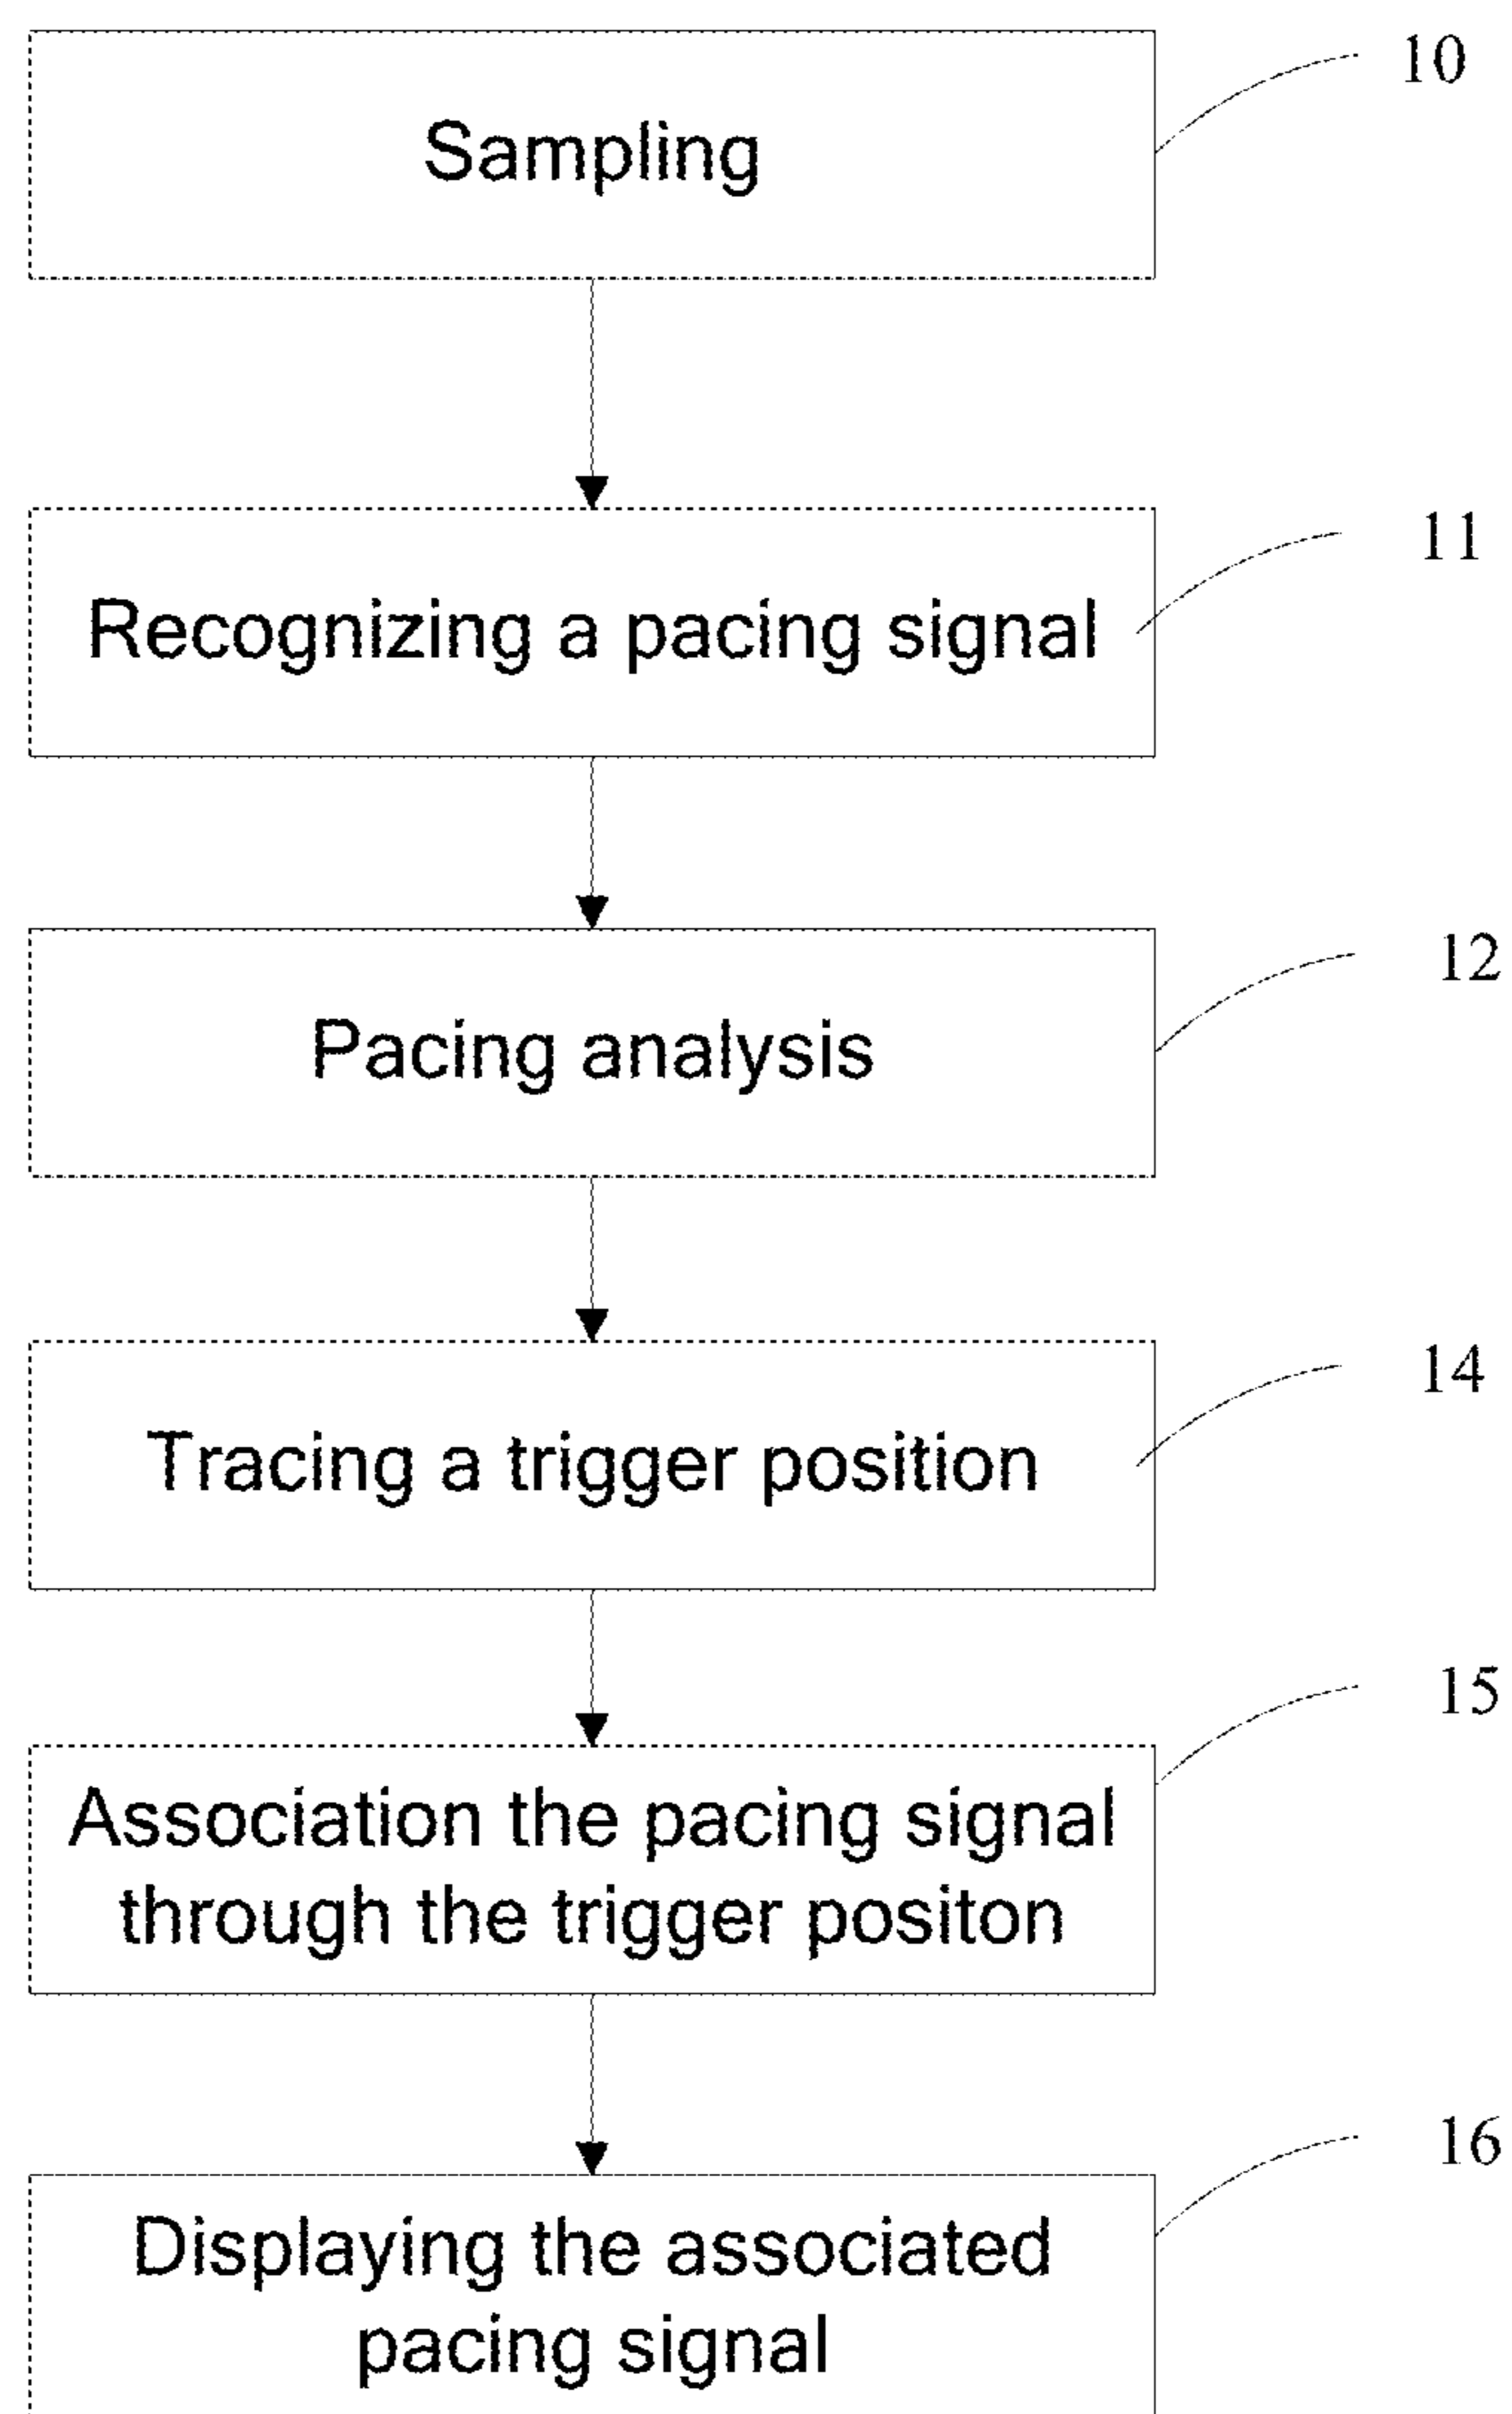 Sampling
10
Recognizing a pacing signal
11
Pacing analysis
12
Tracing a trigger position
14
Association the pacing signal
through the trigger positon
15
Displaying the associated
pacing signal
16